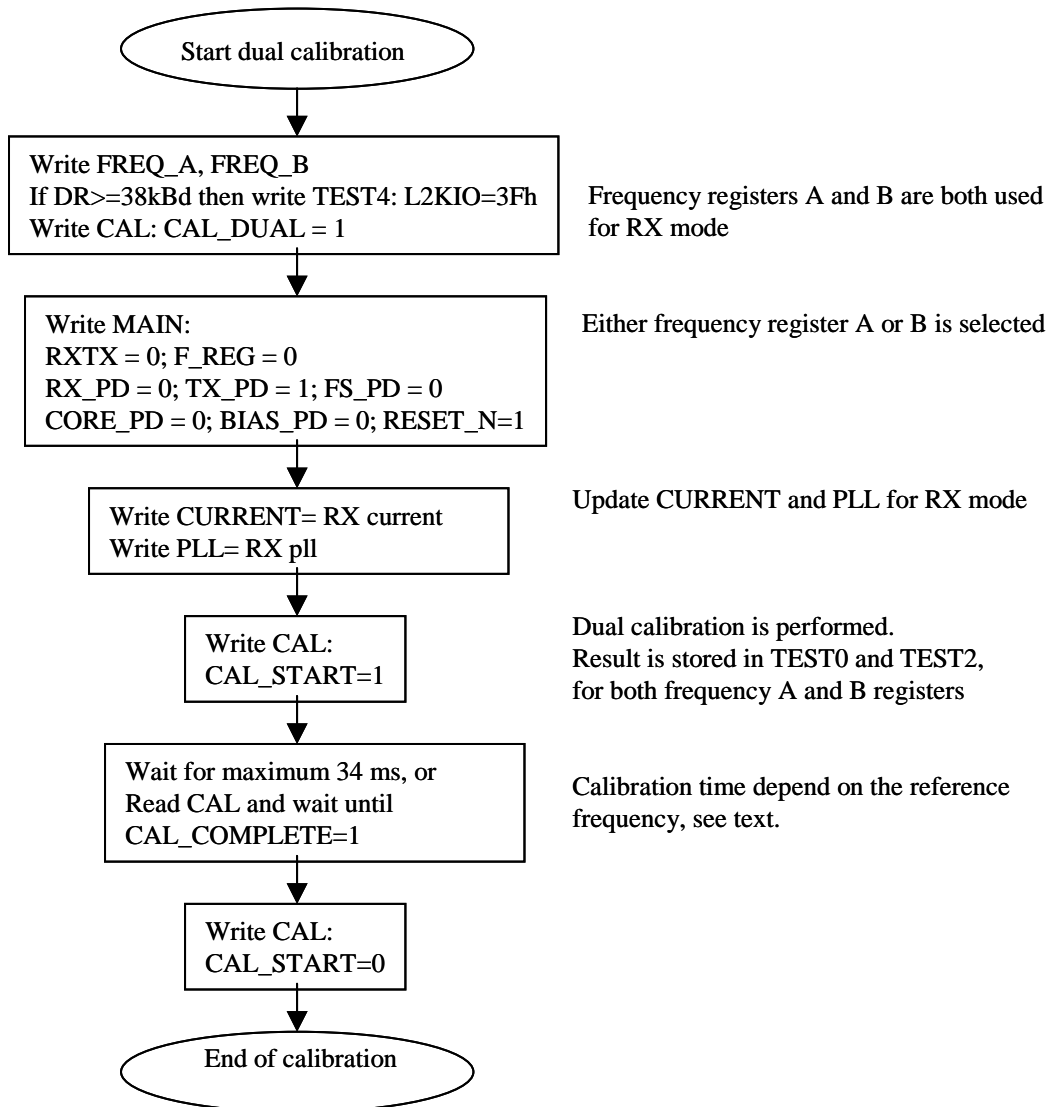 Start dual calibration
Write FREQ_A, FREQ_B
If DR>=38kBd then write TEST4: L2KIO=3Fh
Write CAL: CAL_DUAL = 1
Frequency registers A and B are both used
for RX mode
Write MAIN:
RXTX = 0; F_REG = 0
RX_PD = 0; TX_PD = 1; FS_PD = 0
CORE_PD = 0; BIAS_PD = 0; RESET_N=1
Either frequency register A or B is selected
Write CURRENT= RX current
Write PLL= RX pll
Update CURRENT and PLL for RX mode
Write CAL:
CAL_START=1
Dual calibration is performed.
Result is stored in TEST0 and TEST2,
for both frequency A and B registers
Wait for maximum 34 ms, or
Read CAL and wait until
CAL_COMPLETE=1
Calibration time depend on the reference
frequency, see text.
Write CAL:
CAL_START=0
End of calibration